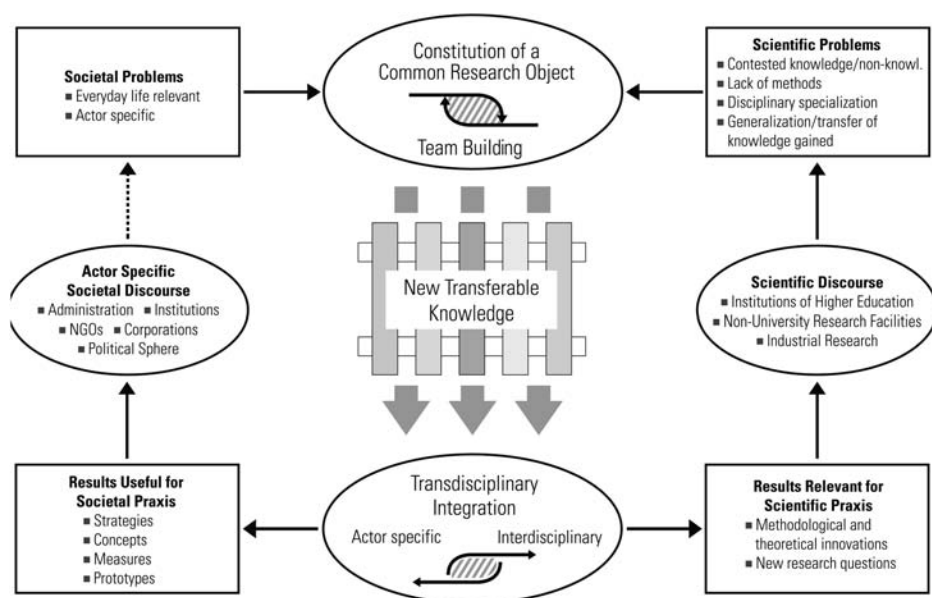 Societal Problems
■ Everyday life relevant
■ Actor specific
Constitution of a
Common Research Object
Team Building
Scientific Problems
■ Contested knowledge/non-knowl.
■ Lack of methods
■ Disciplinary specialization
■ Generalization/transfer of
knowledge gained
Actor Specific
Societal Discourse
■ Administration ■ Institutions
■ NGOs ■ Corporations
■ Political Sphere
New Transferable
Knowledge
Scientific Discourse
■ Institutions of Higher Education
■ Non-University Research Facilities
■ Industrial Research
Results Useful for
Societal Praxis
■ Strategies
■ Concepts
■ Measures
■ Prototypes
Transdisciplinary
Integration
Actor specific Interdisciplinary
Results Relevant for
Scientific Praxis
■ Methodological and
theoretical innovations
■ New research questions